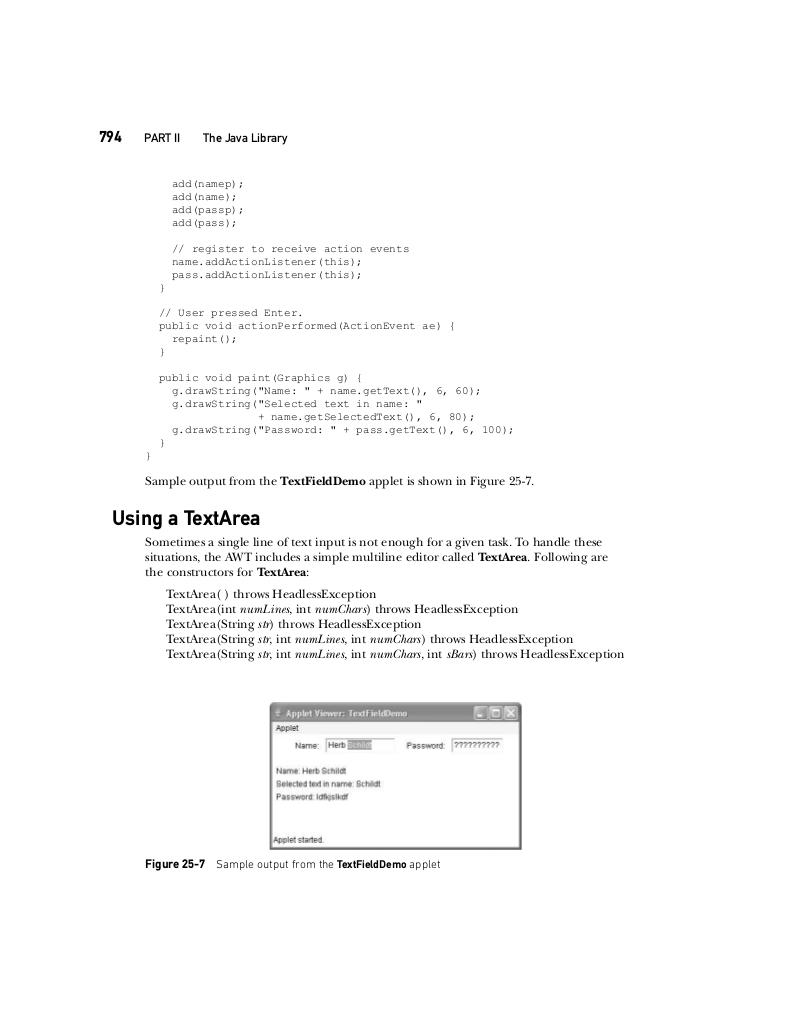 794 PART II The Java Library
add(namep);
add(name);
add(passp);
add(pass);
// register to receive action events
name.addActionListener(this);
pass.addActionListener(this);
}
// User pressed Enter.
public void actionPerformed(ActionEvent ae) {
repaint();
}
public void paint(Graphics g) {
g.drawString("Name: " + name.getText(), 6, 60);
g.drawString("Selected text in name: "
+ name.getSelectedText(), 6, 80);
g.drawString("Password: " + pass.getText(), 6, 100);
}
}
Sample output from the TextFieldDemo applet is shown in Figure 25-7.
Using a TextArea
Sometimes a single line of text input is not enough for a given task. To handle these
situations, the AWT includes a simple multiline editor called TextArea. Following are
the constructors for TextArea:
TextArea( ) throws HeadlessException
TextArea(int numLines, int numChars) throws HeadlessException
TextArea(String str) throws HeadlessException
TextArea(String str, int numLines, int numChars) throws HeadlessException
TextArea(String str, int numLines, int numChars, int sBars) throws HeadlessException
Applet Viewer: TextFieldDemo
Applet
Name: Herb Schildt Password: ??????????
Name: Herb Schildt
Selected text in name: Schildt
Password:
Applet started.
Figure 25-7 Sample output from the TextFieldDemo applet